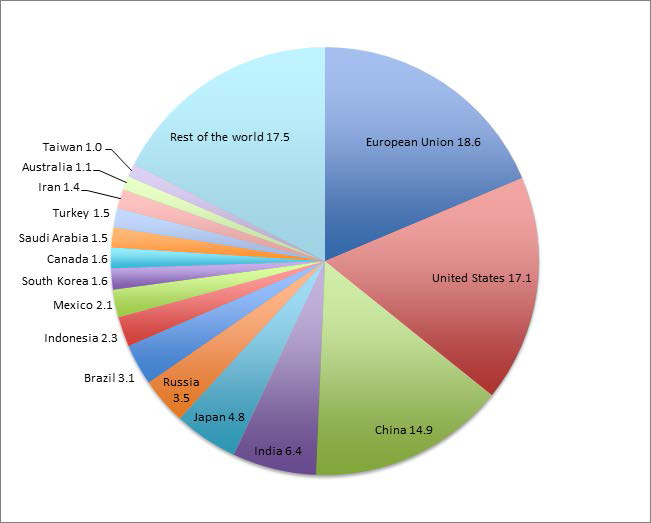 Rest of the world 17.5
European Union 18.6
Taiwan 1.0
Australia 1.1
Iran 1.4
Turkey 1.5
Saudi Arabia 1.5
Canada 1.6
South Korea 1.6
Mexico 2.1
Indonesia 2.3
Brazil 3.1
Russia
3.5
Japan 4.8
India 6.4
China 14.9
United States 17.1